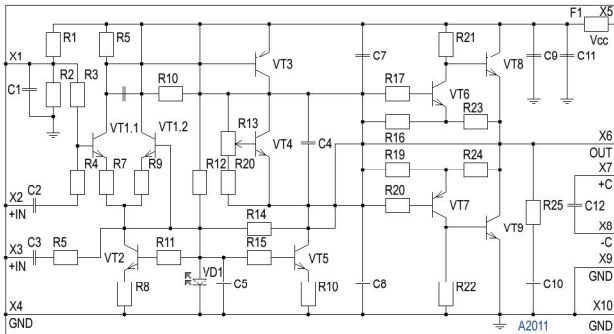 F1 X5
R1 R5 R21 Vcc
X1 VT3 C7 VT8 C9 C11
R2 R3 R10 R17 VT6
C1 R13 R23
VT1.1 VT1.2 VT4 C4 R16 X6
R4 R7 R9 R12 R20 R19 R24 OUT
X7
X2 C2 R20 +C
+IN R14 VT7 R25 C12
X3 C3 R5 R11 R15 VT9 X8
+IN VT2 VT5 -C
VD1 X9
R8 C5 R10 C8 R22 C10 GND
X4 X10
GND A2011 GND